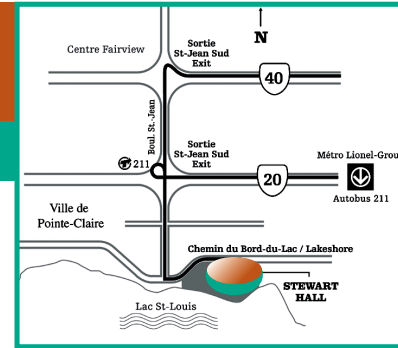 N
Centre Fairview
Sortie
St-Jean Sud
Exit
40
Boul. St-Jean
211
Sortie
St-Jean Sud
Exit
20
Métro Lionel-Grou
Autobus 211
Ville de
Pointe-Claire
Chemin du Bord-du-Lac / Lakeshore
STEWART
HALL
Lac St-Louis